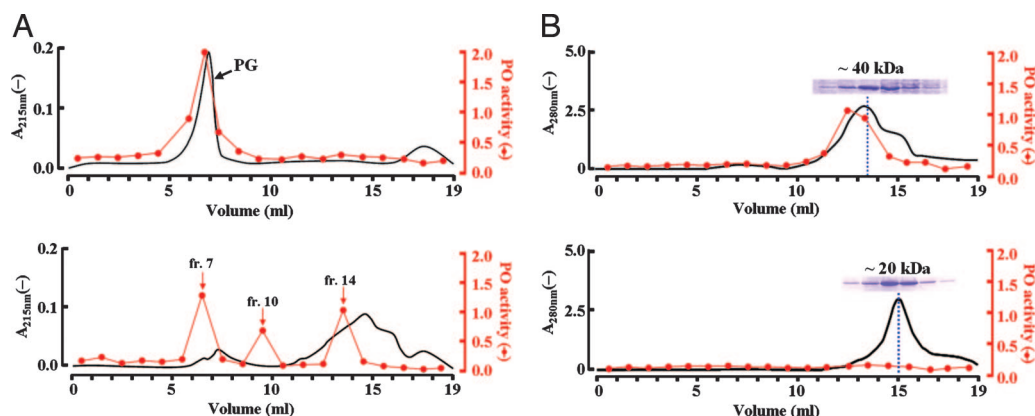 A
B
0.2
0.1
0.0
A215nm(–)
PG
2.0
1.5
1.0
0.5
0.0
PO activity (+)
0 5 10 15 19
Volume (ml)
5.0
2.5
0
A280nm(–)
~ 40 kDa
2.0
1.5
1.0
0.5
0.0
PO activity (+)
0 5 10 15 19
Volume (ml)
0.2
0.1
0.0
A215nm(–)
fr. 7
fr. 10
fr. 14
2.0
1.5
1.0
0.5
0.0
PO activity (+)
0 5 10 15 19
Volume (ml)
5.0
2.5
0
A280nm(–)
~ 20 kDa
2.0
1.5
1.0
0.5
0.0
PO activity (+)
0 5 10 15 19
Volume (ml)